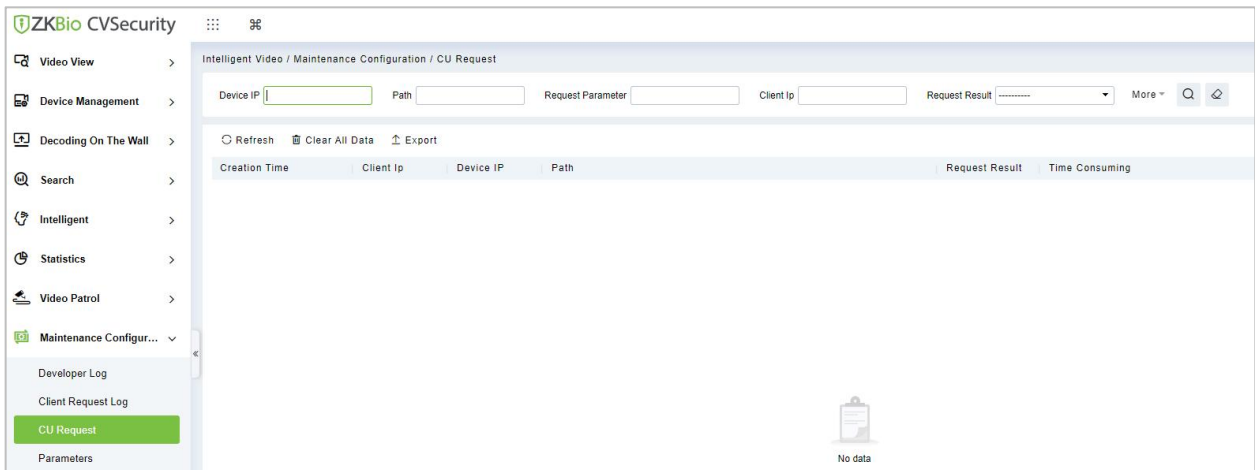 ZKBio CVSecurity
Video View
Device Management
Decoding On The Wall
Search
Intelligent
Statistics
Video Patrol
Maintenance Configur...
Developer Log
Client Request Log
CU Request
Parameters
Intelligent Video / Maintenance Configuration / CU Request
Device IP Path Request Parameter Client Ip Request Result ---------- More
Refresh Clear All Data Export
Creation Time Client Ip Device IP Path Request Result Time Consuming
No data